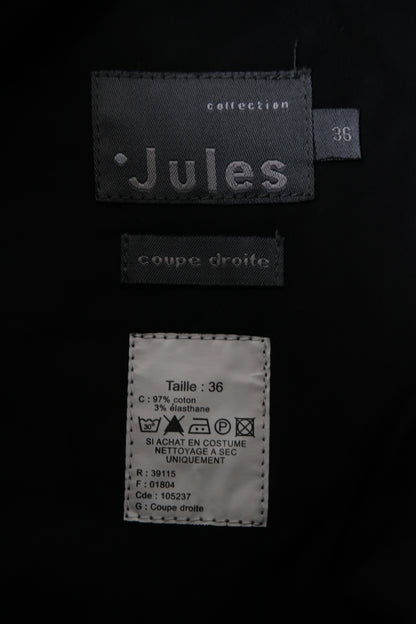 collection
Jules
36
coupe droite
Taille : 36
C : 97% coton
3% élasthane
30°
P
SI ACHAT EN COSTUME
NETTOYAGE A SEC
UNIQUEMENT
R : 39115
F : 01804
Cde : 105237
G : Coupe droite